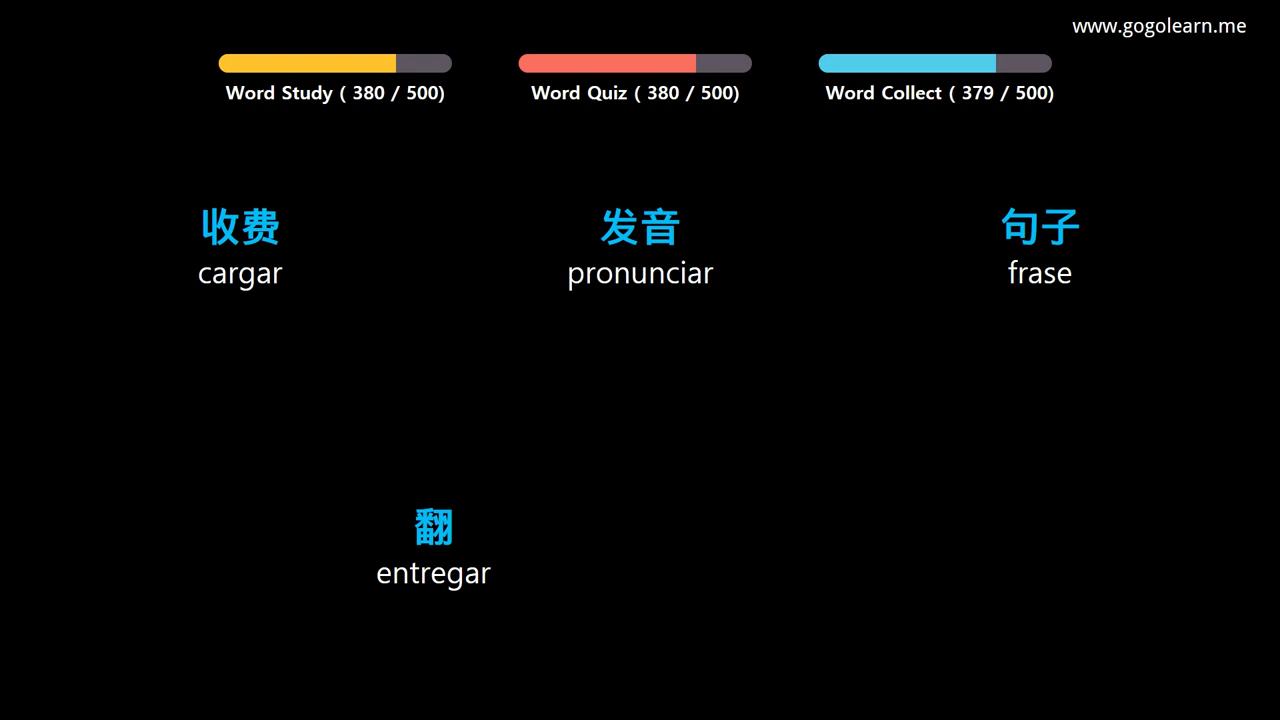 www.gogolearn.me
Word Study ( 380 / 500)
Word Quiz ( 380 / 500)
Word Collect ( 379 / 500)
收费
cargar
发音
pronunciar
句子
frase
翻
entregar